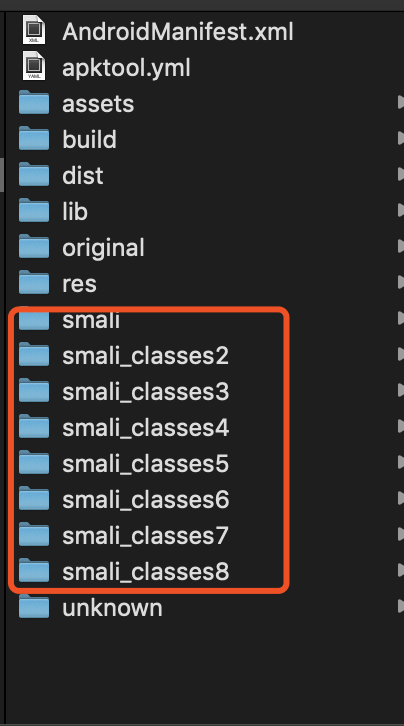 AndroidManifest.xml
apktool.yml
assets
build
dist
lib
original
res
smali
smali_classes2
smali_classes3
smali_classes4
smali_classes5
smali_classes6
smali_classes7
smali_classes8
unknown